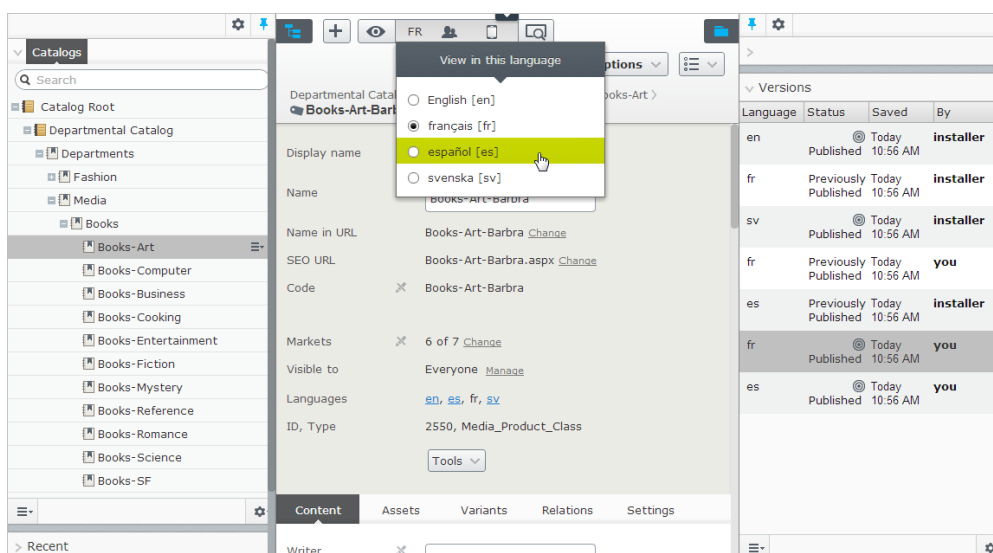 Catalogs
Search
Catalog Root
Departmental Catalog
Departments
Fashion
Media
Books
Books-Art
Books-Computer
Books-Business
Books-Cooking
Books-Entertainment
Books-Fiction
Books-Mystery
Books-Reference
Books-Romance
Books-Science
Books-SF
Recent
FR
View in this language
English [en]
français [fr]
español [es]
svenska [sv]
ptions
Departmental Catal
oks-Art >
Books-Art-Barb
Display name
Name
Books-Art-Barbra
Name in URL Books-Art-Barbra Change
SEO URL Books-Art-Barbra.aspx Change
Code Books-Art-Barbra
Markets 6 of 7 Change
Visible to Everyone Manage
Languages en, es, fr, sv
ID, Type 2550, Media_Product_Class
Tools
Content Assets Variants Relations Settings
Writer
>
Versions
Language Status Saved By
en Published Today 10:56 AM installer
fr Previously Published Today 10:56 AM installer
sv Published Today 10:56 AM installer
fr Previously Published Today 10:56 AM you
es Previously Published Today 10:56 AM installer
fr Published Today 10:56 AM you
es Published Today 10:56 AM you